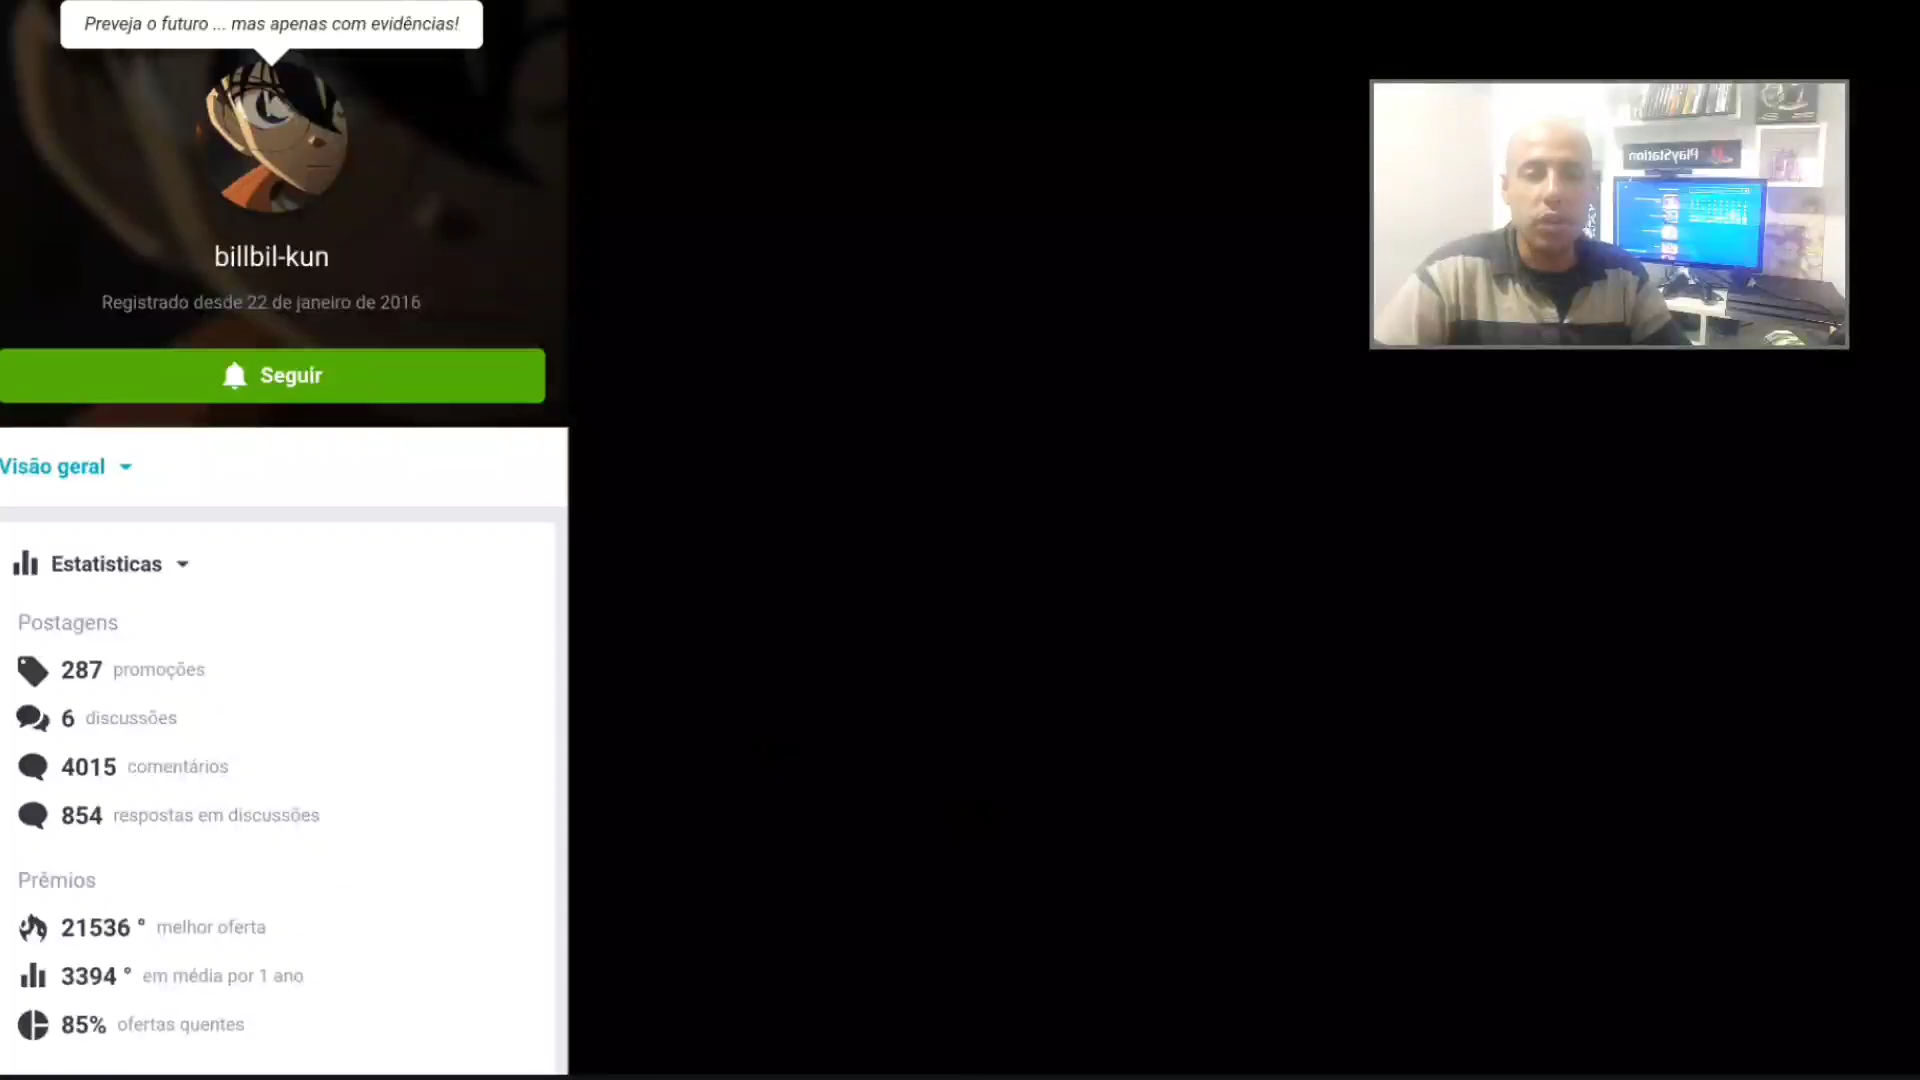 Preveja o futuro ... mas apenas com evidências!
billbil-kun
Registrado desde 22 de janeiro de 2016
Seguir
Visão geral
Estatisticas
Postagens
287 promoções
6 discussões
4015 comentários
854 respostas em discussões
Prêmios
21536 ° melhor oferta
3394 ° em média por 1 ano
85% ofertas quentes
PlayStation